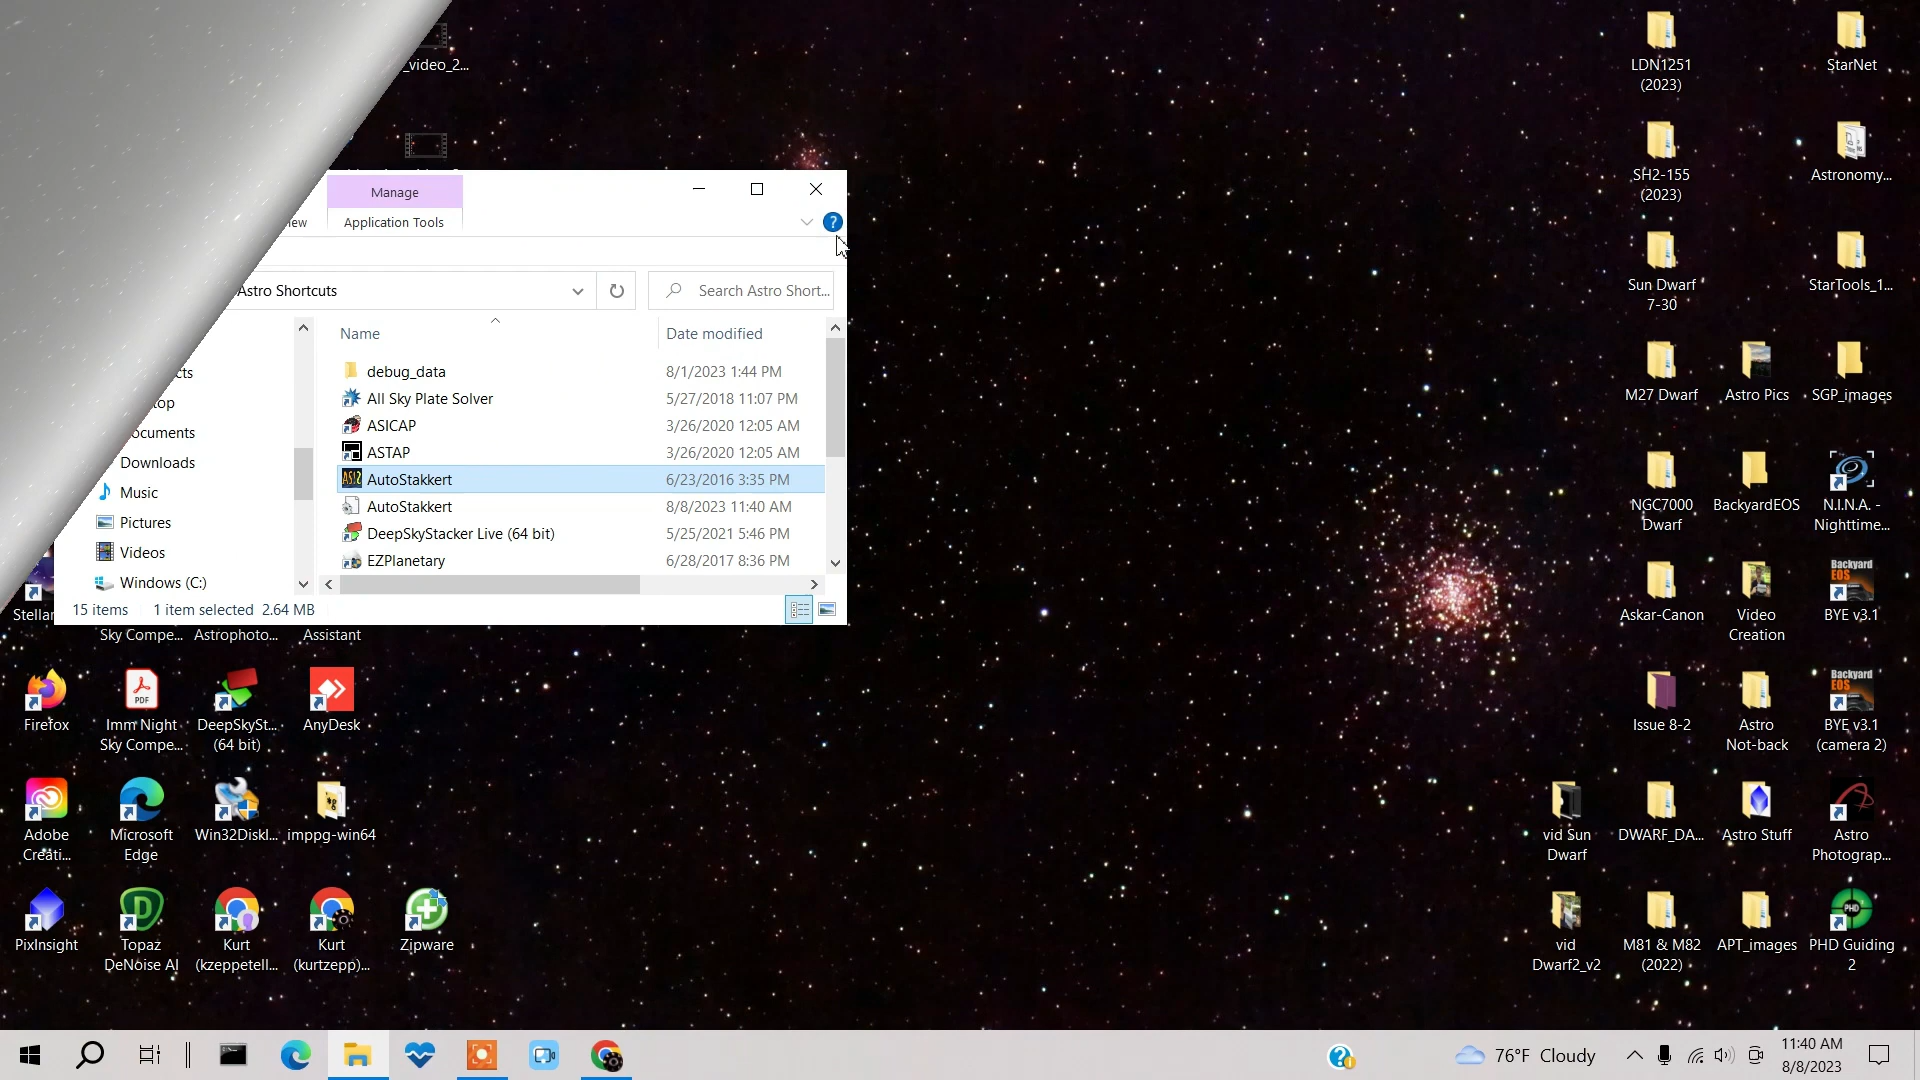 _video_2...
Manage
iew
Application Tools
Astro Shortcuts
Search Astro Short...
Name
Date modified
debug_data
8/1/2023 1:44 PM
All Sky Plate Solver
5/27/2018 11:07 PM
ASICAP
3/26/2020 12:05 AM
ASTAP
3/26/2020 12:05 AM
AutoStakkert
6/23/2016 3:35 PM
AutoStakkert
8/8/2023 11:40 AM
DeepSkyStacker Live (64 bit)
5/25/2021 5:46 PM
EZPlanetary
6/28/2017 8:36 PM
cts
top
ocuments
Downloads
Music
Pictures
Videos
Windows (C:)
15 items
1 item selected 2.64 MB
Stellar
Sky Compe...
Astrophoto...
Assistant
Firefox
Imm Night
Sky Compe...
DeepSkySt...
(64 bit)
AnyDesk
Adobe
Creati...
Microsoft
Edge
Win32DiskI...
imppg-win64
PixInsight
Topaz
DeNoise AI
Kurt
(kzeppetell...
Kurt
(kurtzepp)...
Zipware
LDN1251
(2023)
StarNet
SH2-155
(2023)
Astronomy...
Sun Dwarf
7-30
StarTools_1...
M27 Dwarf
Astro Pics
SGP_images
NGC7000
Dwarf
BackyardEOS
N.I.N.A. -
Nighttime...
Askar-Canon
Video
Creation
Backyard
EOS
BYE v3.1
Issue 8-2
Astro
Not-back
Backyard
EOS
BYE v3.1
(camera 2)
vid Sun
Dwarf
DWARF_DA...
Astro Stuff
Astro
Photograp...
vid
Dwarf2_v2
M81 & M82
(2022)
APT_images
PHD
PHD Guiding
2
76°F Cloudy
11:40 AM
8/8/2023